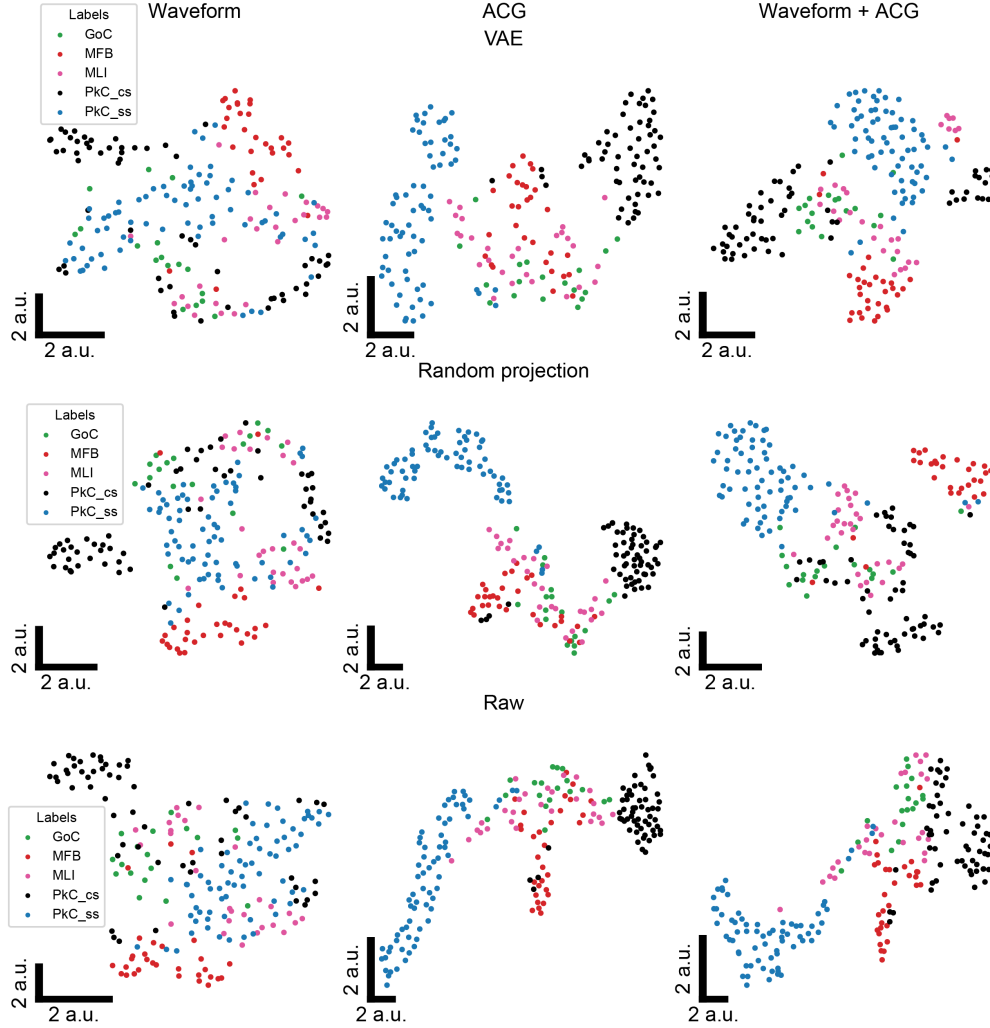 Waveform
ACG
Waveform + ACG
VAE
Labels
GoC
MFB
MLI
PkC_cs
PkC_ss
2 a.u.
2 a.u.
2 a.u.
2 a.u.
2 a.u.
2 a.u.
Random projection
Labels
GoC
MFB
MLI
PkC_cs
PkC_ss
2 a.u.
2 a.u.
2 a.u.
2 a.u.
2 a.u.
2 a.u.
Raw
Labels
GoC
MFB
MLI
PkC_cs
PkC_ss
2 a.u.
2 a.u.
2 a.u.
2 a.u.
2 a.u.
2 a.u.